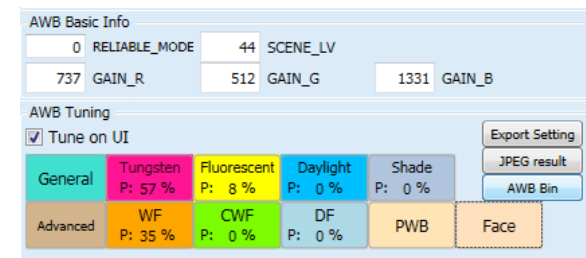 AWB Basic Info
0 RELIABLE_MODE 44 SCENE_LV
737 GAIN_R 512 GAIN_G 1331 GAIN_B
AWB Tuning
Tune on UI
Export Setting
JPEG result
AWB Bin
General
Tungsten
P: 57 %
Fluorescent
P: 8 %
Daylight
P: 0 %
Shade
P: 0 %
Advanced
WF
P: 35 %
CWF
P: 0 %
DF
P: 0 %
PWB
Face